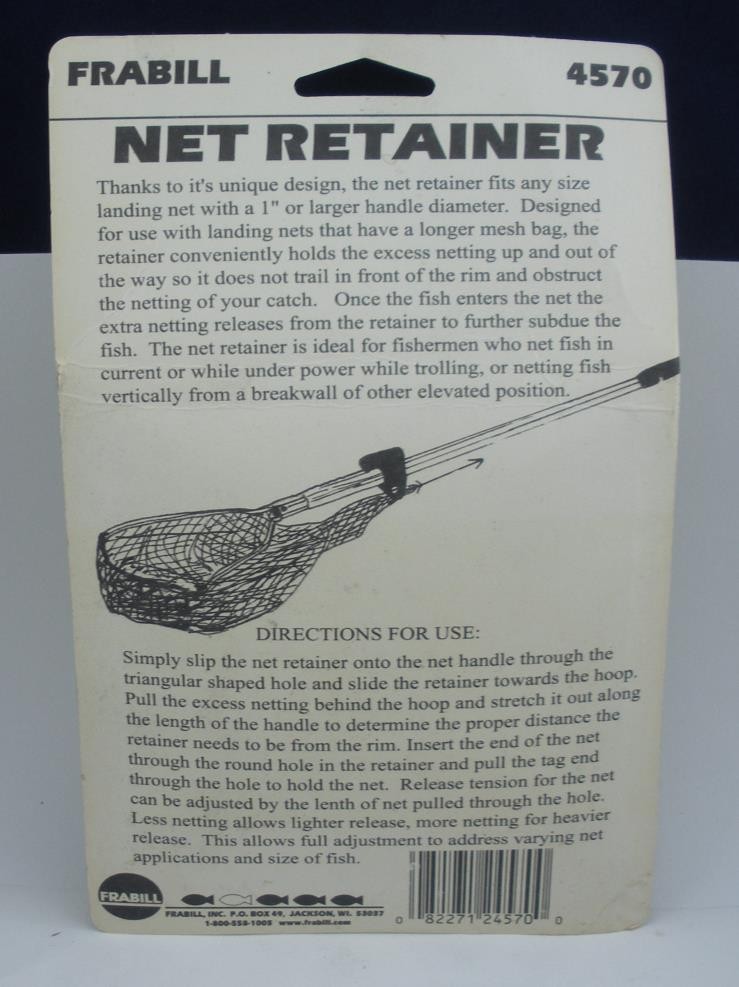 FRABILL 4570
NET RETAINER
Thanks to it's unique design, the net retainer fits any size
landing net with a 1" or larger handle diameter. Designed
for use with landing nets that have a longer mesh bag, the
retainer conveniently holds the excess netting up and out of
the way so it does not trail in front of the rim and obstruct
the netting of your catch. Once the fish enters the net the
extra netting releases from the retainer to further subdue the
fish. The net retainer is ideal for fishermen who net fish in
current or while under power while trolling, or netting fish
vertically from a breakwall of other elevated position.
DIRECTIONS FOR USE:
Simply slip the net retainer onto the net handle through the
triangular shaped hole and slide the retainer towards the hoop.
Pull the excess netting behind the hoop and stretch it out along
the length of the handle to determine the proper distance the
retainer needs to be from the rim. Insert the end of the net
through the round hole in the retainer and pull the tag end
through the hole to hold the net. Release tension for the net
can be adjusted by the lenth of net pulled through the hole.
Less netting allows lighter release, more netting for heavier
release. This allows full adjustment to address varying net
applications and size of fish.
FRABILL
FRABILL, INC. P.O. BOX 49, JACKSON, WI. 53037
1-800-558-1005 www.frabill.com
0 82271 24570 0